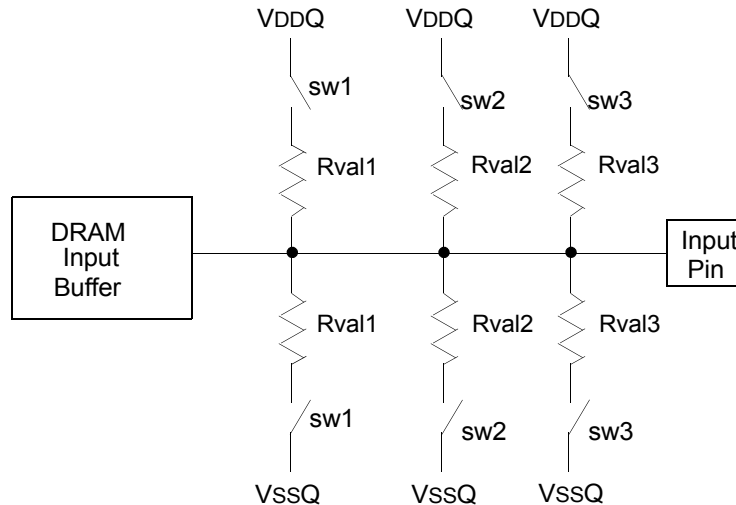 VDDQ VDDQ VDDQ
sw1 sw2 sw3
Rval1 Rval2 Rval3
DRAM
Input
Buffer
Input
Pin
Rval1 Rval2 Rval3
sw1 sw2 sw3
VSSQ VSSQ VSSQ